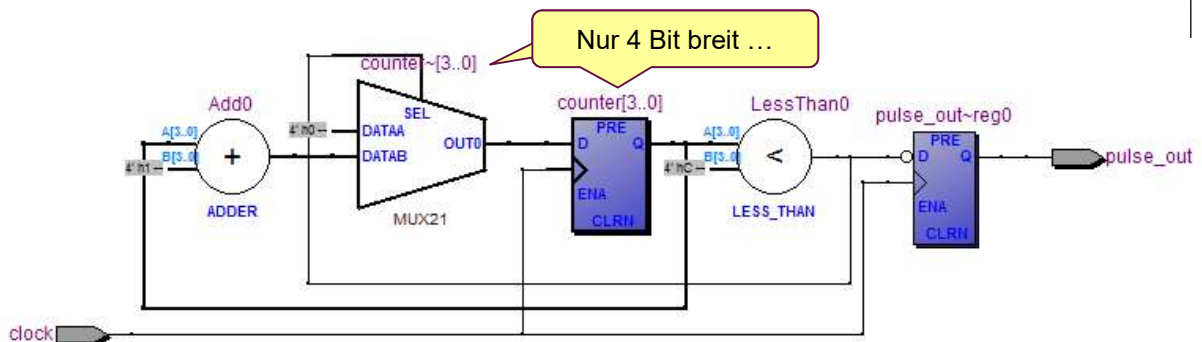 Nur 4 Bit breit …
counter~[3..0]
Add0
counter[3..0]
LessThan0
pulse_out~reg0
SEL
PRE
PRE
A[3..0]
4' h0
DATAA
OUT0
D
Q
A[3..0]
D
Q
pulse_out
B[3..0]
4' h1
+
DATAB
B[3..0]
4' hC
<
ENA
ENA
ADDER
MUX21
CLRN
LESS_THAN
CLRN
clock